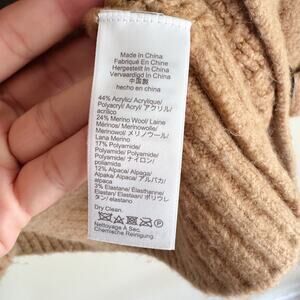 Made In China
Fabriqué En China
Hergestellt In China
Vervaardigd In China
中国製
hecho en china
44% Acrylic/ Acrylique/
Polyacryl/ Acryl/ アクリル/
acrílico
24% Merino Wool/ Laine
Mérinos/ Merinowolle/
Merinowol/ メリノウール/
Lana Merino
17% Polyamide/
Polyamide/ Polyamide/
Polyamide/ ナイロン/
poliamida
12% Alpaca/ Alpaga/
Alpaka/ Alpaca/ アルパカ/
alpaca
3% Elastane/ Elasthanne/
Elastan/ Elastaan/ ポリウレ
タン/ elastano
Dry Clean.
Nettoyage À Sec.
Chemische Reinigung.